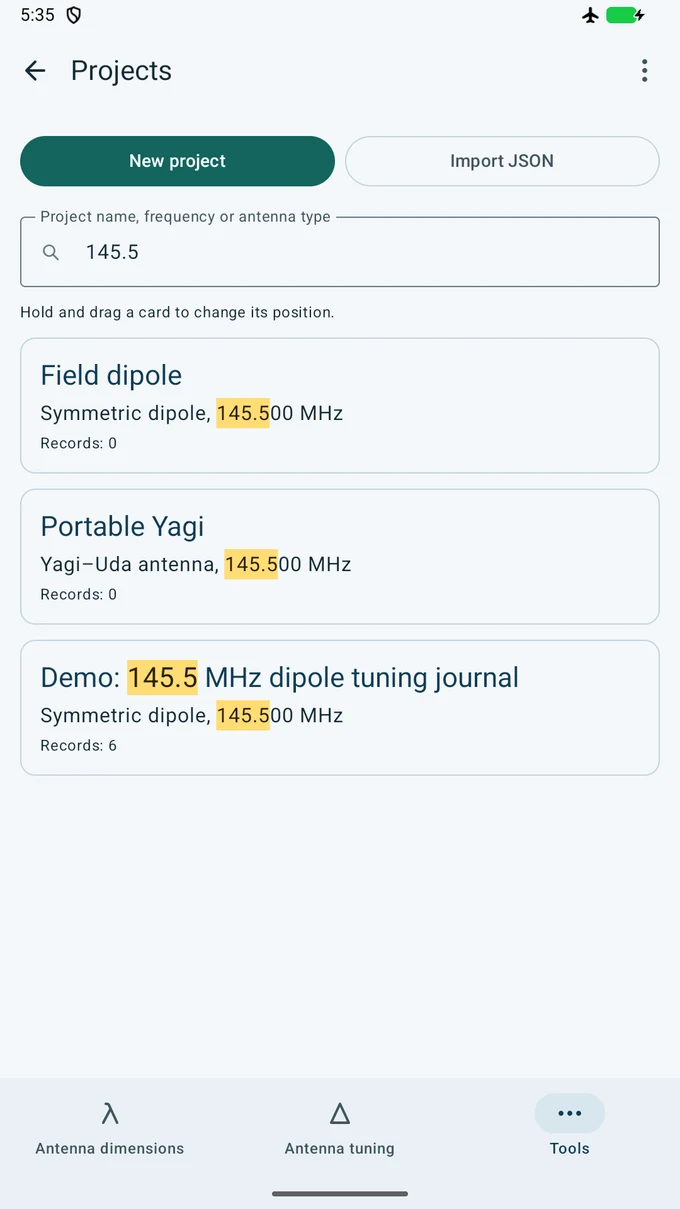 5:35
Projects
New project
Import JSON
Project name, frequency or antenna type
145.5
Hold and drag a card to change its position.
Field dipole
Symmetric dipole, 145.500 MHz
Records: 0
Portable Yagi
Yagi–Uda antenna, 145.500 MHz
Records: 0
Demo: 145.5 MHz dipole tuning journal
Symmetric dipole, 145.500 MHz
Records: 6
λ
Δ
Antenna dimensions
Antenna tuning
Tools